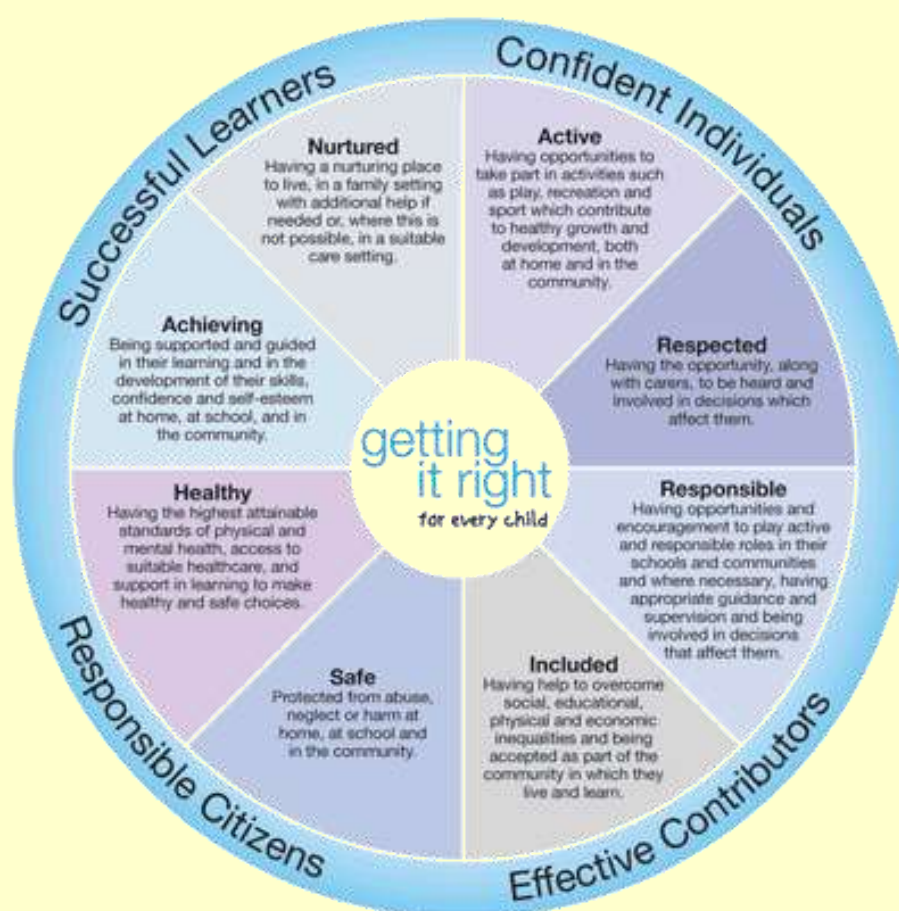 Successful Learners
Confident Individuals
Nurtured
Having a nurturing place
to live, in a family setting
with additional help if
needed or, where this is
not possible, in a suitable
care setting.
Active
Having opportunities to
take part in activities such
as play, recreation and
sport which contribute
to healthy growth and
development, both
at home and in the
community.
Achieving
Being supported and guided
in their learning and in the
development of their skills,
confidence and self-esteem
at home, at school, and in
the community.
Respected
Having the opportunity, along
with carers, to be heard and
involved in decisions which
affect them.
getting
it right
for every child
Healthy
Having the highest attainable
standards of physical and
mental health, access to
suitable healthcare, and
support in learning to make
healthy and safe choices.
Responsible
Having opportunities and
encouragement to play active
and responsible roles in their
schools and communities
and where necessary, having
appropriate guidance and
supervision and being
involved in decisions
that affect them.
Safe
Protected from abuse,
neglect or harm at
home, at school and
in the community.
Included
Having help to overcome
social, educational,
physical and economic
inequalities and being
accepted as part of the
community in which they
live and learn.
Responsible Citizens
Effective Contributors